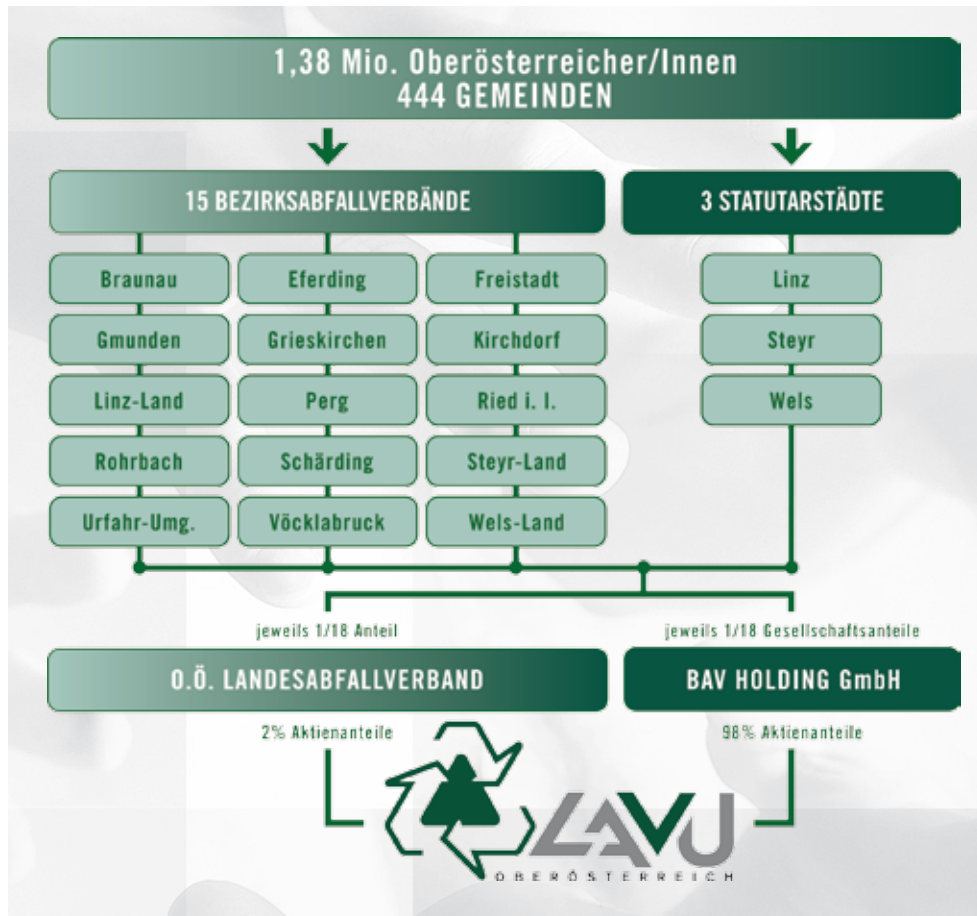 1,38 Mio. Oberösterreicher/Innen
444 GEMEINDEN
15 BEZIRKSABFALLVERBÄNDE
3 STATUTARSTÄDTE
Braunau
Eferding
Freistadt
Linz
Gmunden
Grieskirchen
Kirchdorf
Steyr
Linz-Land
Perg
Ried i. I.
Wels
Rohrbach
Schärding
Steyr-Land
Urfahr-Umg.
Vöcklabruck
Wels-Land
jeweils 1/18 Anteil
jeweils 1/18 Gesellschaftsanteile
O.Ö. LANDESABFALLVERBAND
BAV HOLDING GmbH
2% Aktienanteile
98% Aktienanteile
LAVU
OBERÖSTERREICH